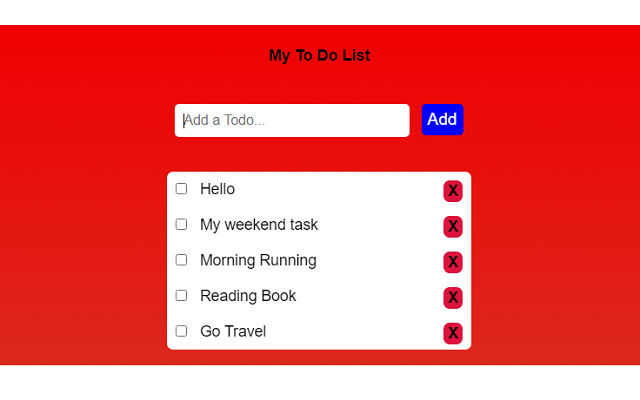 My To Do List
Add a Todo... Add
Hello X
My weekend task X
Morning Running X
Reading Book X
Go Travel X